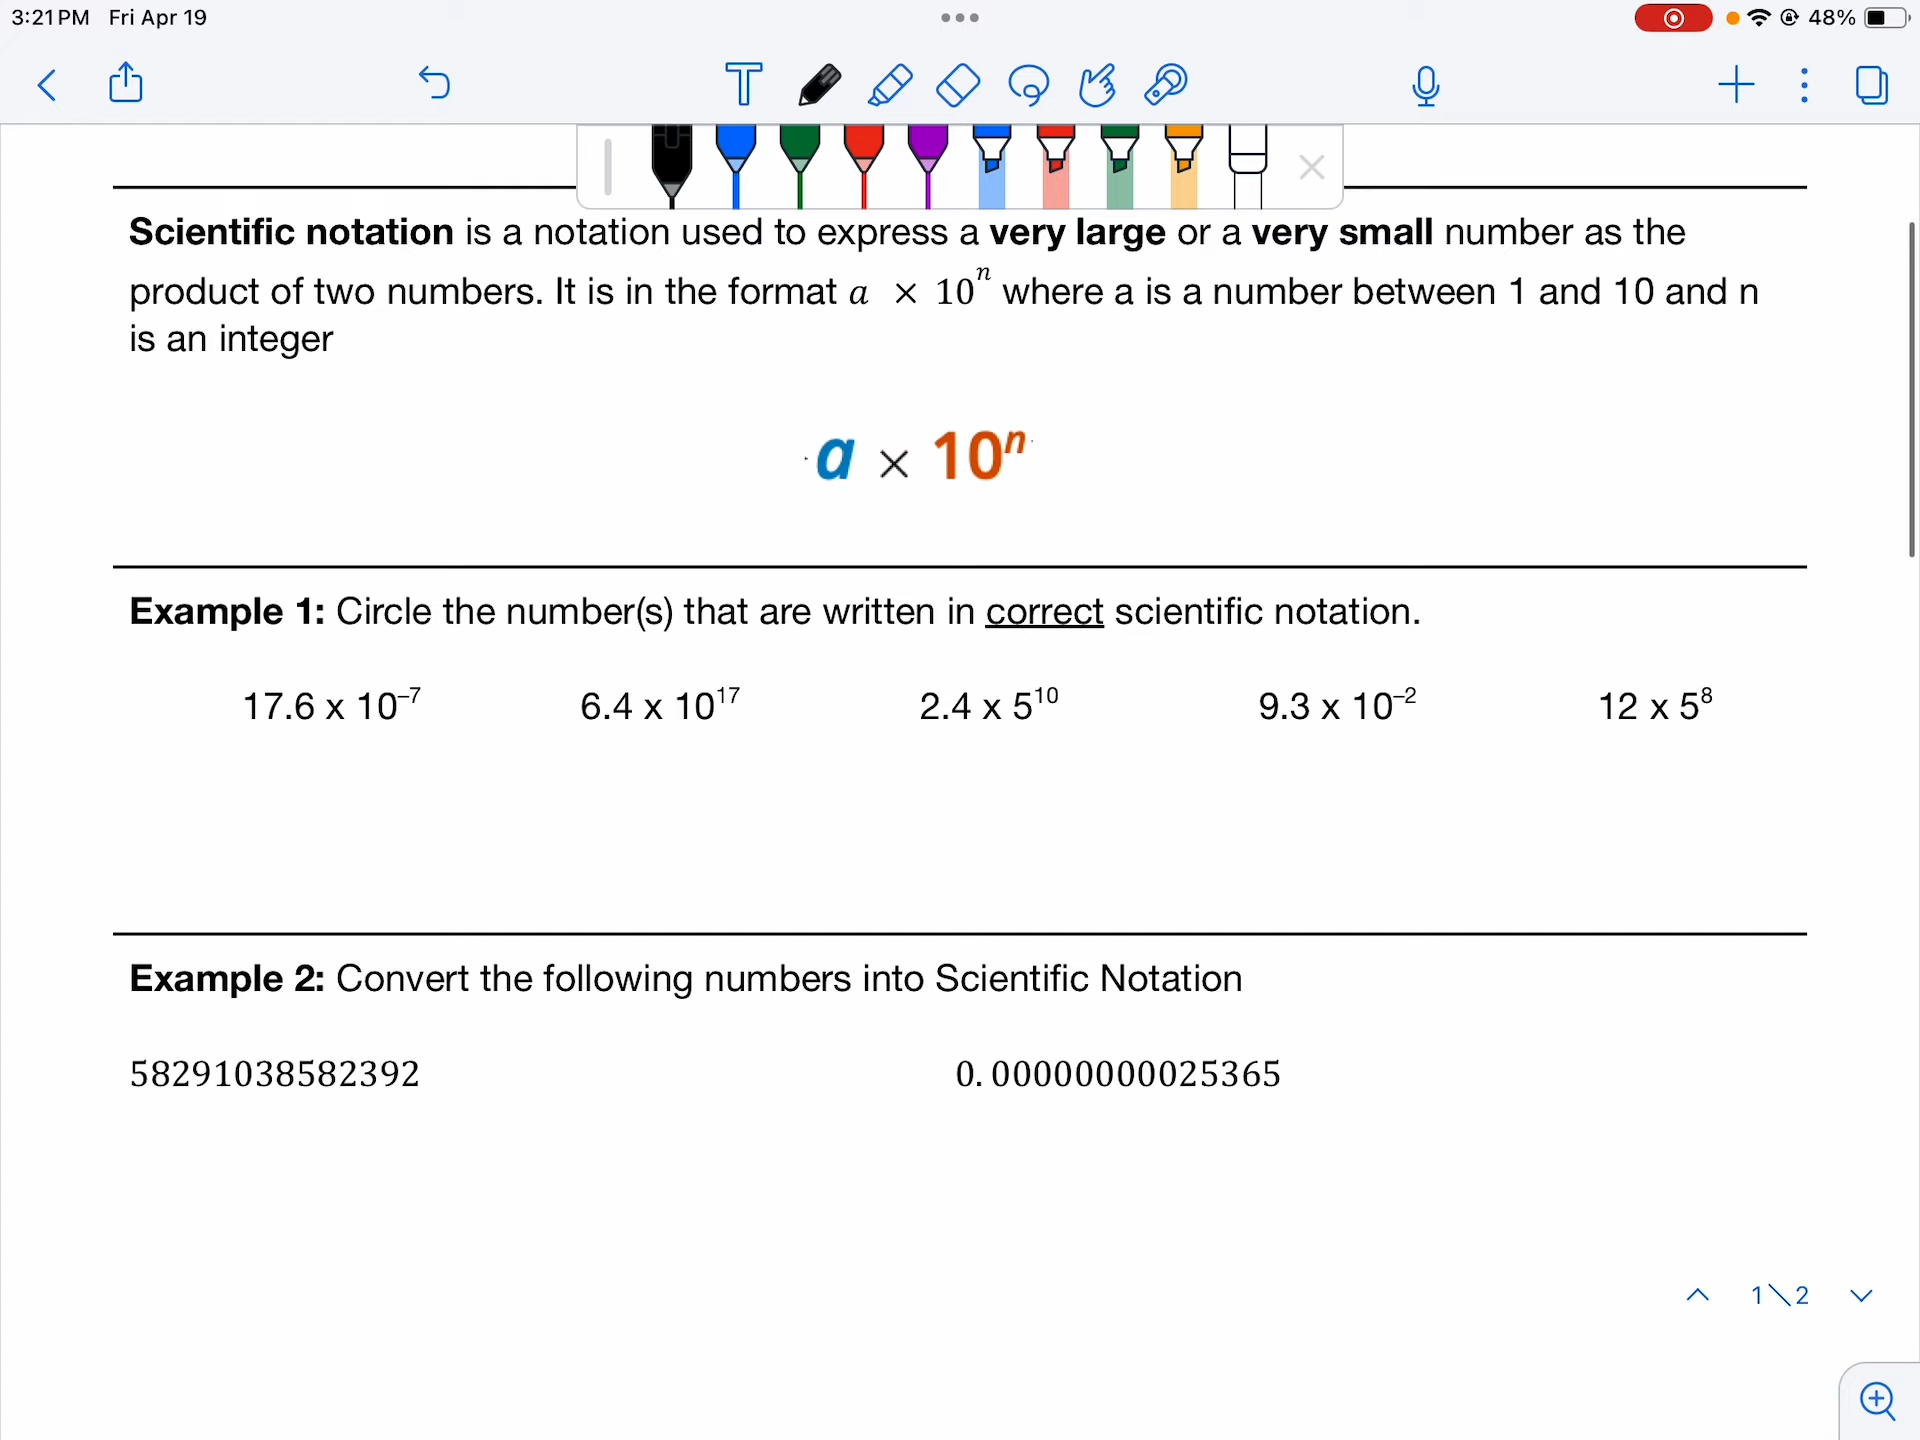 3:21 PM Fri Apr 19
48%
Scientific notation is a notation used to express a very large or a very small number as the
product of two numbers. It is in the format a × 10ⁿ where a is a number between 1 and 10 and n
is an integer
a × 10ⁿ
Example 1: Circle the number(s) that are written in correct scientific notation.
17.6 x 10⁻⁷ 6.4 x 10¹⁷ 2.4 x 5¹⁰ 9.3 x 10⁻² 12 x 5⁸
Example 2: Convert the following numbers into Scientific Notation
58291038582392 0.00000000025365
1\2